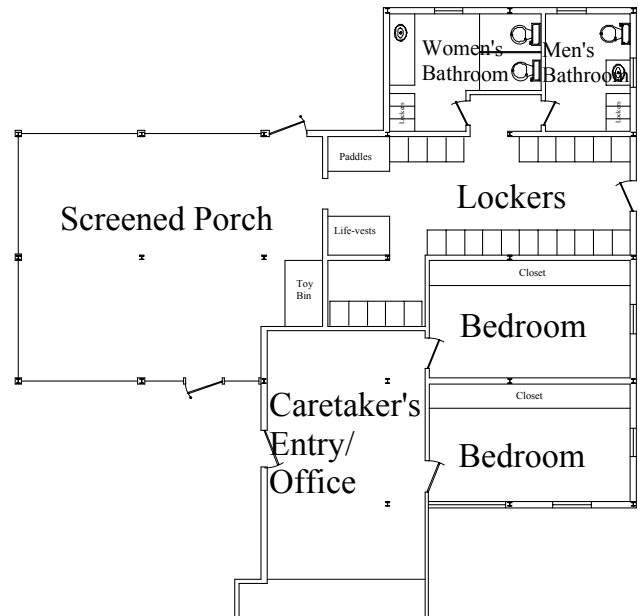 Women's
Bathroom
Men's
Bathroom
Lockers
Lockers
Paddles
Lockers
Screened Porch
Life-vests
Toy
Bin
Closet
Bedroom
Caretaker's
Entry/
Office
Closet
Bedroom